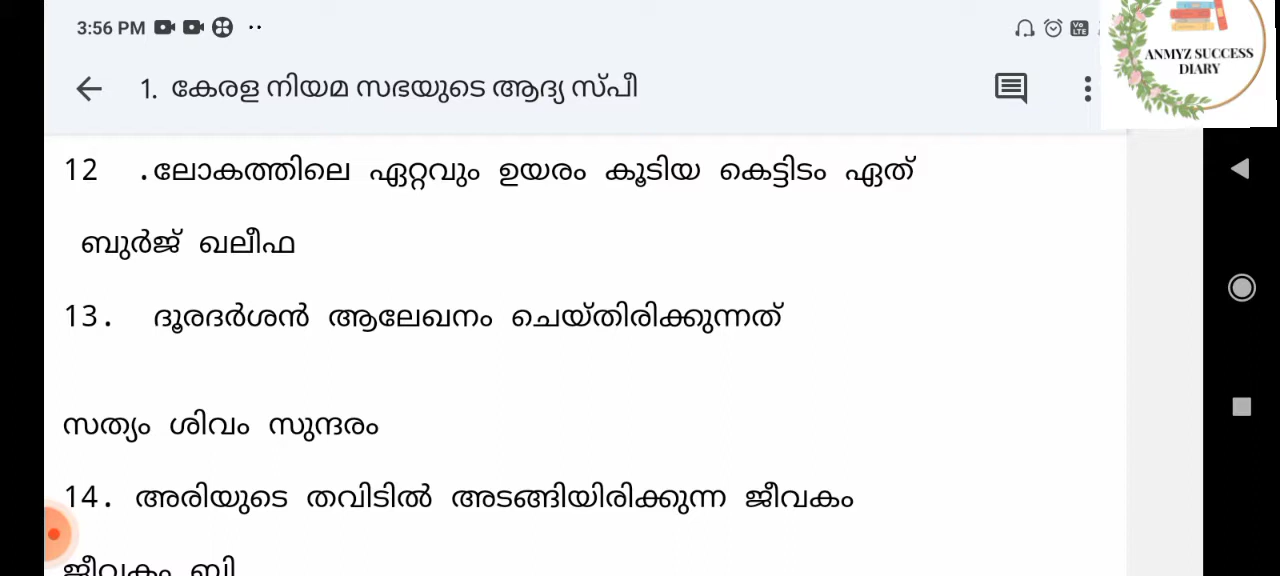 3:56 PM
ANMYZ SUCCESS
DIARY
1. കേരള നിയമ സഭയുടെ ആദ്യ സ്പീ
12 .ലോകത്തിലെ ഏറ്റവും ഉയരം കൂടിയ കെട്ടിടം ഏത്
ബുർജ് ഖലീഫ
13. ദൂരദർശൻ ആലേഖനം ചെയ്തിരിക്കുന്നത്
സത്യം ശിവം സുന്ദരം
14. അരിയുടെ തവിടിൽ അടങ്ങിയിരിക്കുന്ന ജീവകം
ജീവകം ബി